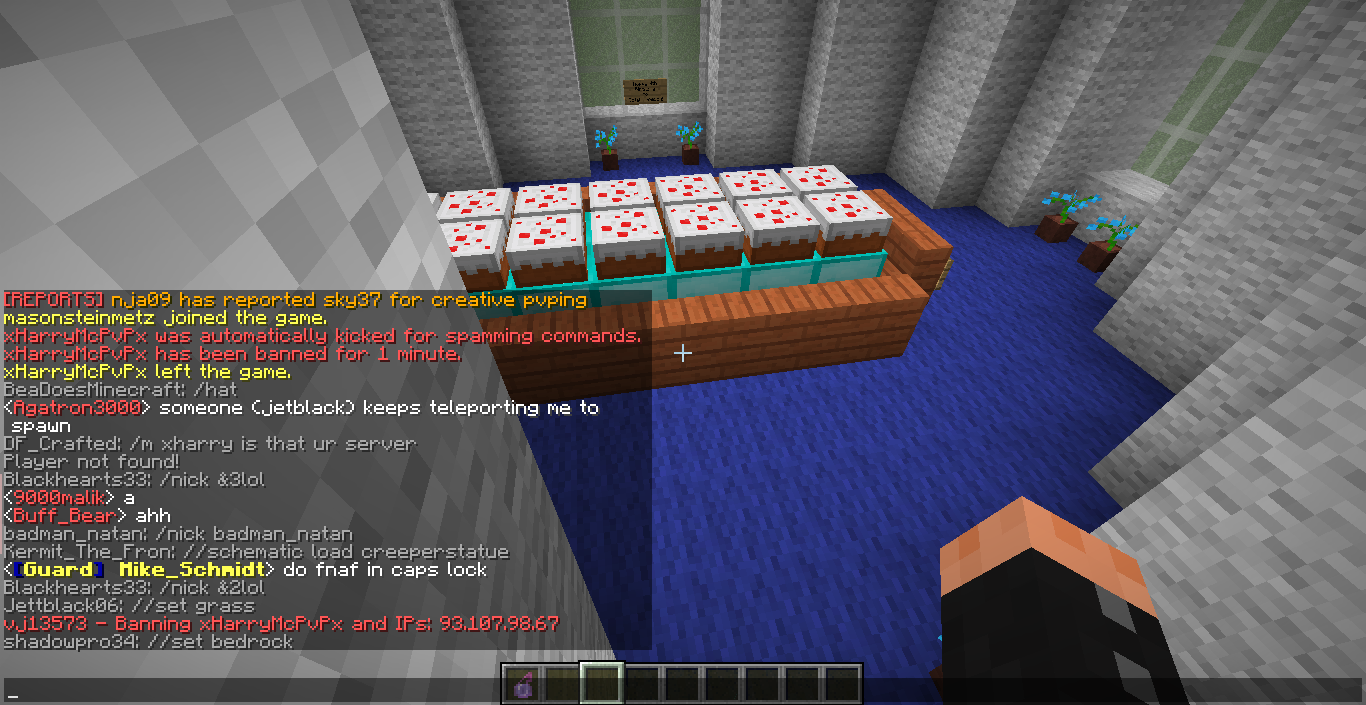 [REPORTS] nja09 has reported sky37 for creative pvping
masonsteinmetz joined the game.
xHarryMcPvPx was automatically kicked for spamming commands.
xHarryMcPvPx has been banned for 1 minute.
xHarryMcPvPx left the game.
BeaDoesMinecraft: /hat
<Agatron3000> someone (.jetblack) keeps teleporting me to
spawn
DF_Crafted: /m xharry is that ur server
Player not found!
Blackhearts33: /nick &3lol
<9000malik> a
<Buff_Bear> ahh
badman_natan: /nick badman_natan
Kermit_The_Fron: //schematic load creeperstatue
<[Guard] Mike_Schmidt> do fnaf in caps lock
Blackhearts33: /nick &2lol
Jettblack06: //set grass
vj13573 - Banning xHarryMcPvPx and IPs: 93.107.98.67
shadowpro34: //set bedrock
_